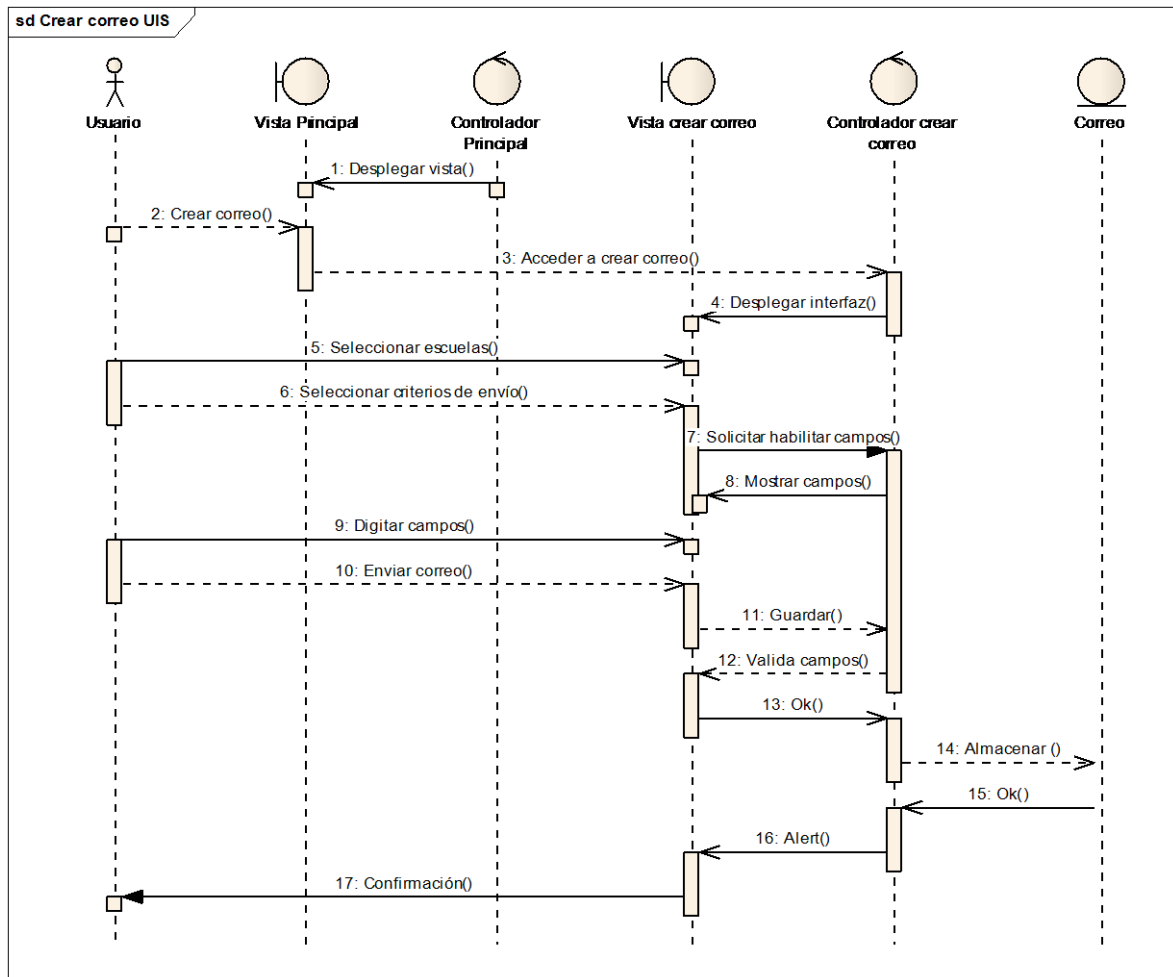 sd Crear correo UIS
Usuario
Vista Principal
Controlador
Principal
Vista crear correo
Controlador crear
correo
Correo
1: Desplegar vista()
2: Crear correo()
3: Acceder a crear correo()
4: Desplegar interfaz()
5: Seleccionar escuelas()
6: Seleccionar criterios de envío()
7: Solicitar habilitar campos()
8: Mostrar campos()
9: Digitar campos()
10: Enviar correo()
11: Guardar()
12: Valida campos()
13: Ok()
14: Almacenar ()
15: Ok()
16: Alert()
17: Confirmación()